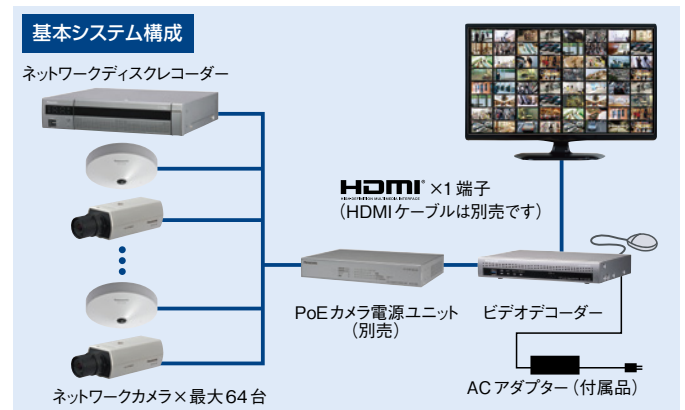 基本システム構成
ネットワークディスクレコーダー
HDMI ×1端子
HIGH-DEFINITION MULTIMEDIA INTERFACE
（HDMIケーブルは別売です）
PoEカメラ電源ユニット
（別売）
ビデオデコーダー
ACアダプター（付属品）
ネットワークカメラ×最大64台